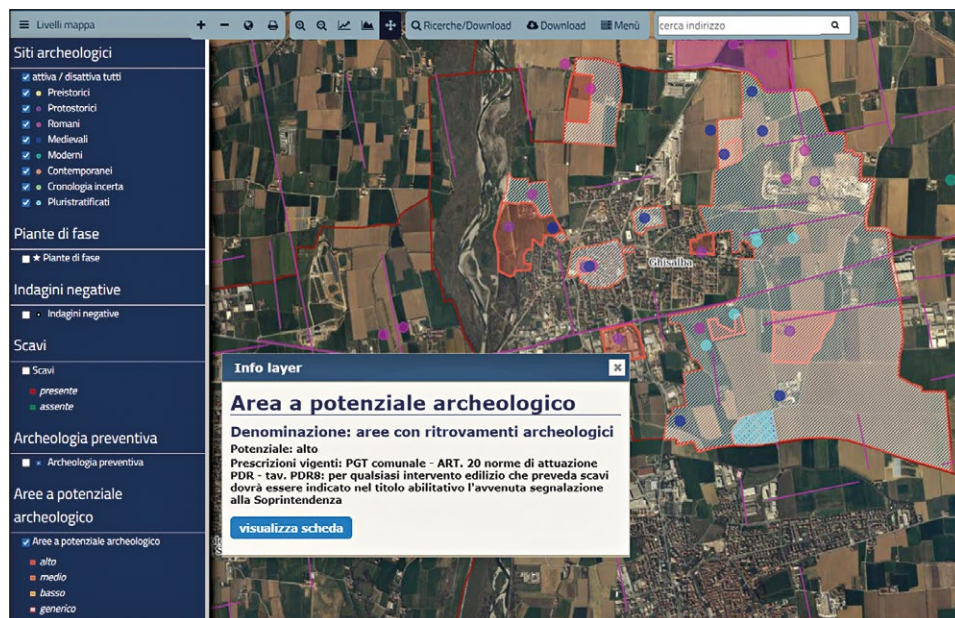 Livelli mappa
Ricerche/Download
Download
Menù
cerca indirizzo
Siti archeologici
attiva / disattiva tutti
Preistorici
Protostorici
Romani
Medievali
Moderni
Contemporanei
Cronologia incerta
Pluristratificati
Piante di fase
Piante di fase
Indagini negative
Indagini negative
Scavi
Scavi
presente
assente
Archeologia preventiva
Archeologia preventiva
Aree a potenziale
archeologico
Aree a potenziale archeologico
alto
medio
basso
generico
Ghisalba
Info layer
Area a potenziale archeologico
Denominazione: aree con ritrovamenti archeologici
Potenziale: alto
Prescrizioni vigenti: PGT comunale - ART. 20 norme di attuazione
PDR - tav. PDR8: per qualsiasi intervento edilizio che preveda scavi
dovrà essere indicato nel titolo abilitativo l'avvenuta segnalazione
alla Soprintendenza
visualizza scheda